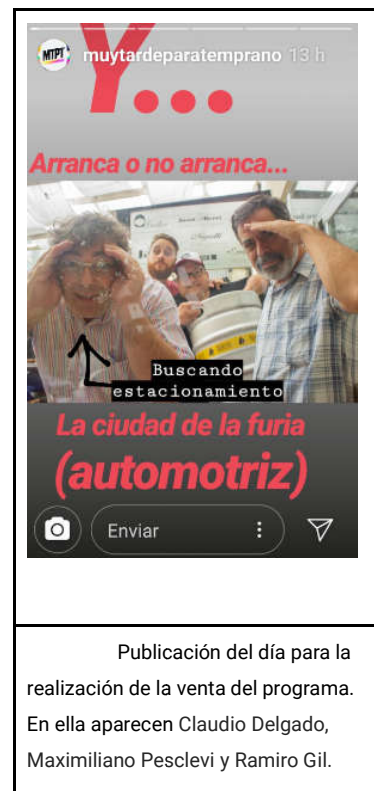 Y...
MTPT muytardeparatemprano 13 h
Arranca o no arranca...
Buscando
estacionamiento
La ciudad de la furia
(automotriz)
Enviar
Publicación del día para la
realización de la venta del programa.
En ella aparecen Claudio Delgado,
Maximiliano Pesclevi y Ramiro Gil.